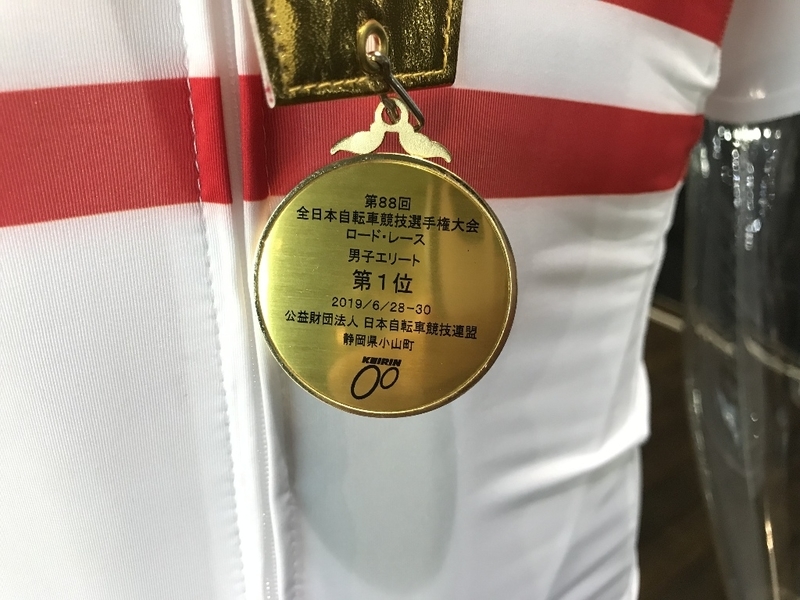 第88回
全日本自転車競技選手権大会
ロード・レース
男子エリート
第1位
2019/6/28-30
公益財団法人 日本自転車競技連盟
静岡県小山町
KEIRIN